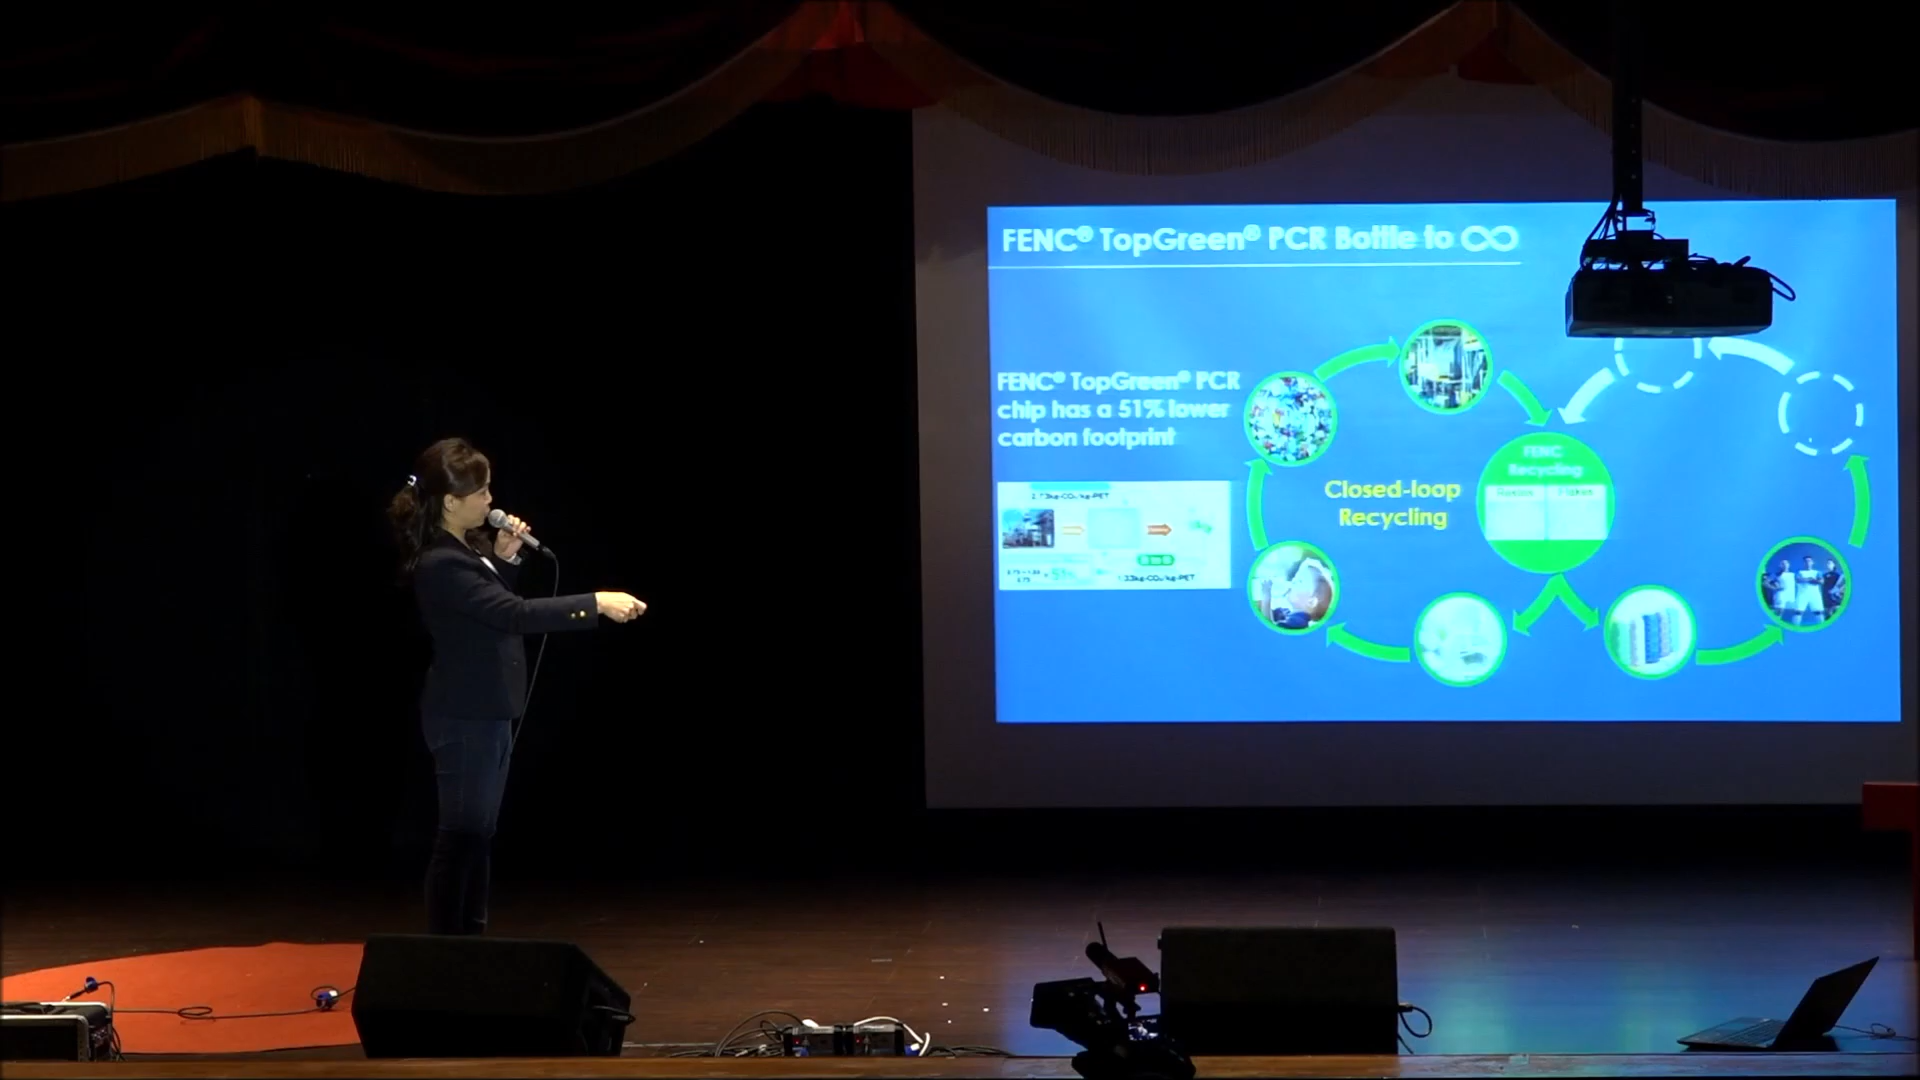 FENC® TopGreen® PCR Bottle to ∞
FENC® TopGreen® PCR
chip has a 51% lower
carbon footprint
Closed-loop
Recycling
FENC
Recycling